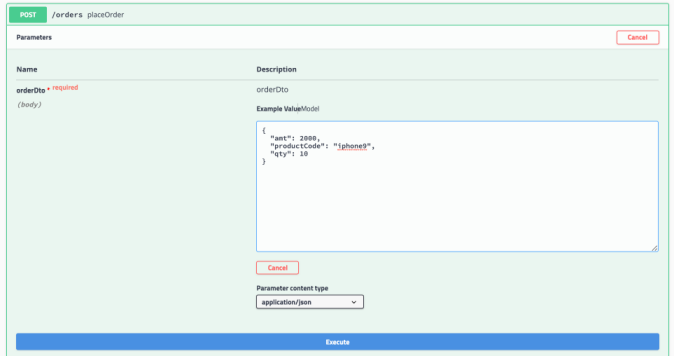 POST /orders placeOrder
Parameters
Cancel
Name Description
orderDto * required orderDto
(body)
Example Value Model
{
"amt": 2000,
"productCode": "iphone9",
"qty": 10
}
Cancel
Parameter content type
application/json
Execute